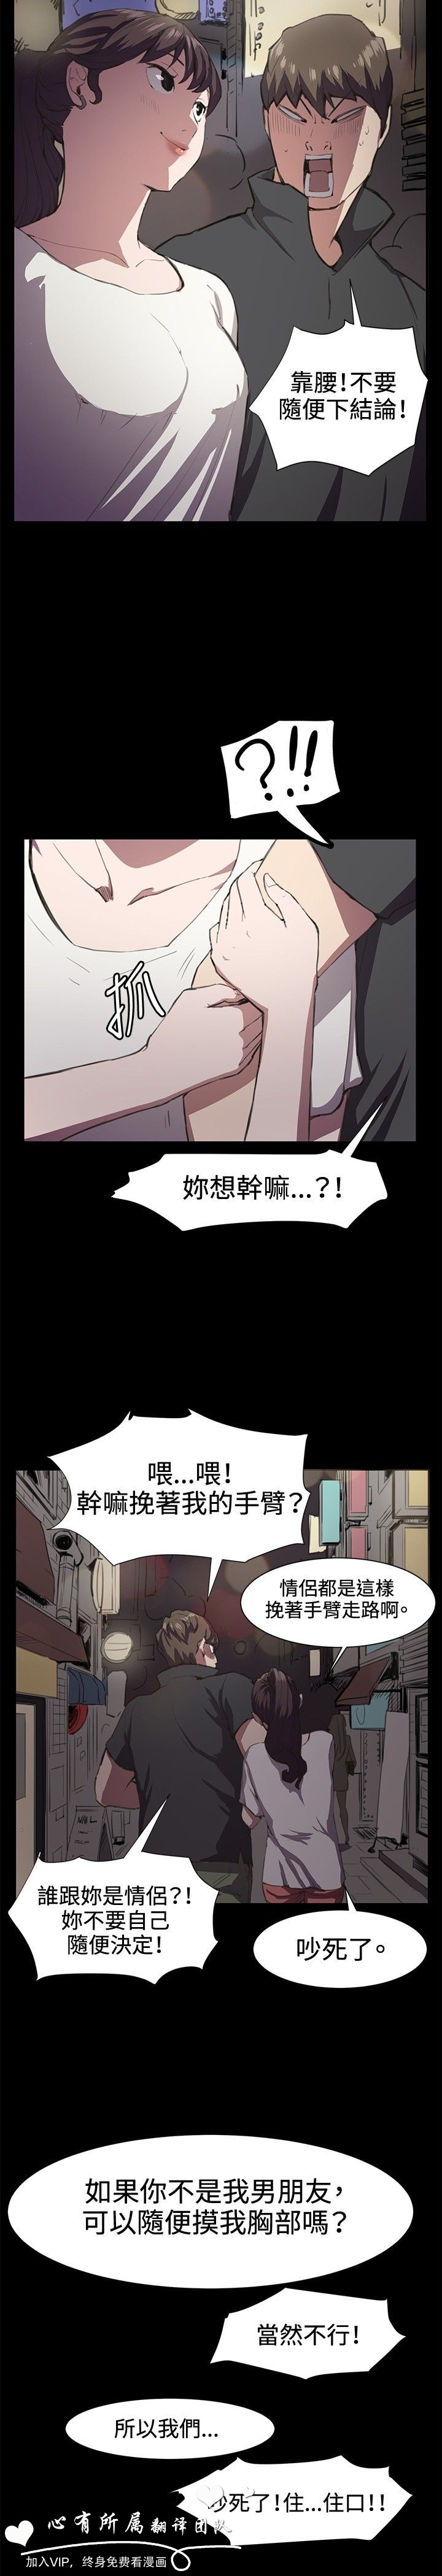 靠腰！不要
隨便下結論！
?!!
抓
妳想幹嘛...?!
喂...喂！
幹嘛挽著我的手臂？
情侶都是這樣
挽著手臂走路啊。
誰跟妳是情侶?!
妳不要自己
隨便決定！
吵死了。
如果你不是我男朋友，
可以隨便摸我胸部嗎？
當然不行！
所以我們...
吵死了！住...住口！！
心有所属翻译团队
加入VIP，终身免费看漫画